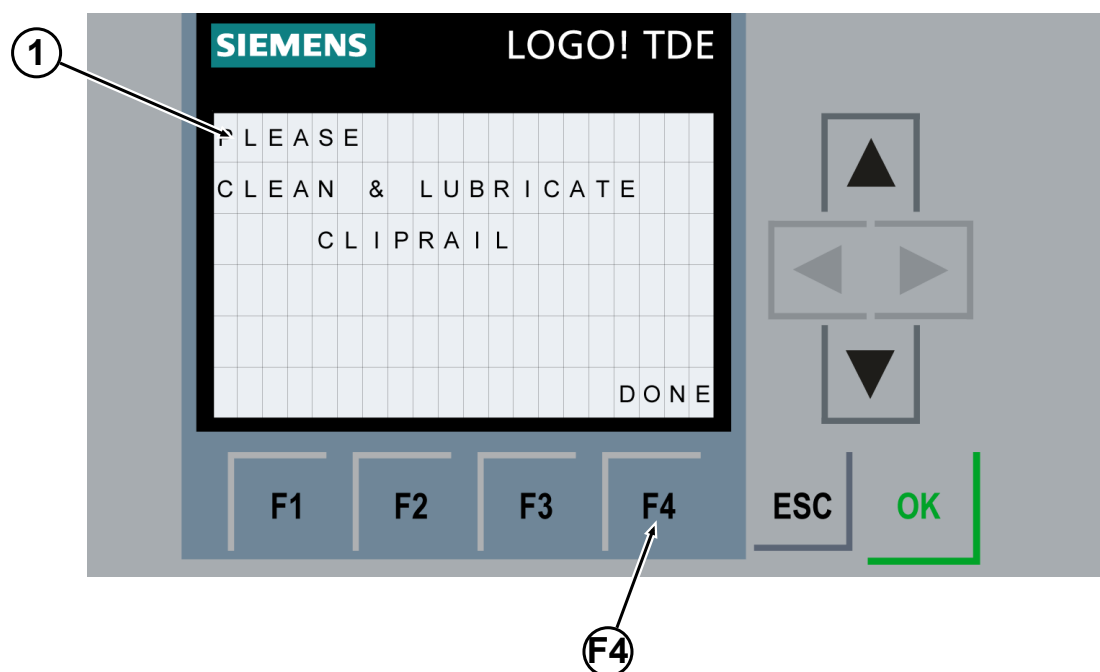 1
SIEMENS LOGO! TDE
PLEASE
CLEAN & LUBRICATE
CLIPRAIL
DONE
F1 F2 F3 F4 ESC OK
F4